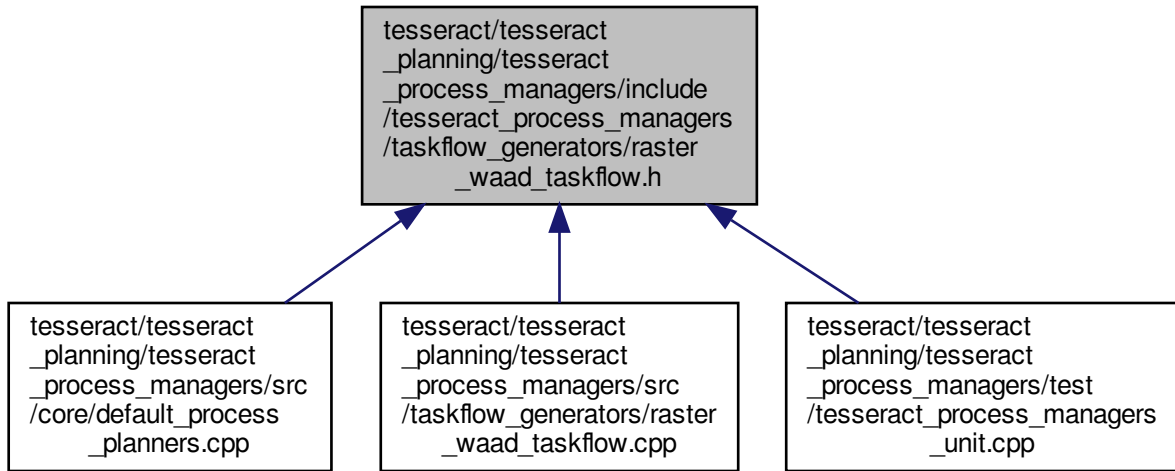 tesseract/tesseract
_planning/tesseract
_process_managers/include
/tesseract_process_managers
/taskflow_generators/raster
_waad_taskflow.h
tesseract/tesseract
_planning/tesseract
_process_managers/src
/core/default_process
_planners.cpp
tesseract/tesseract
_planning/tesseract
_process_managers/src
/taskflow_generators/raster
_waad_taskflow.cpp
tesseract/tesseract
_planning/tesseract
_process_managers/test
/tesseract_process_managers
_unit.cpp